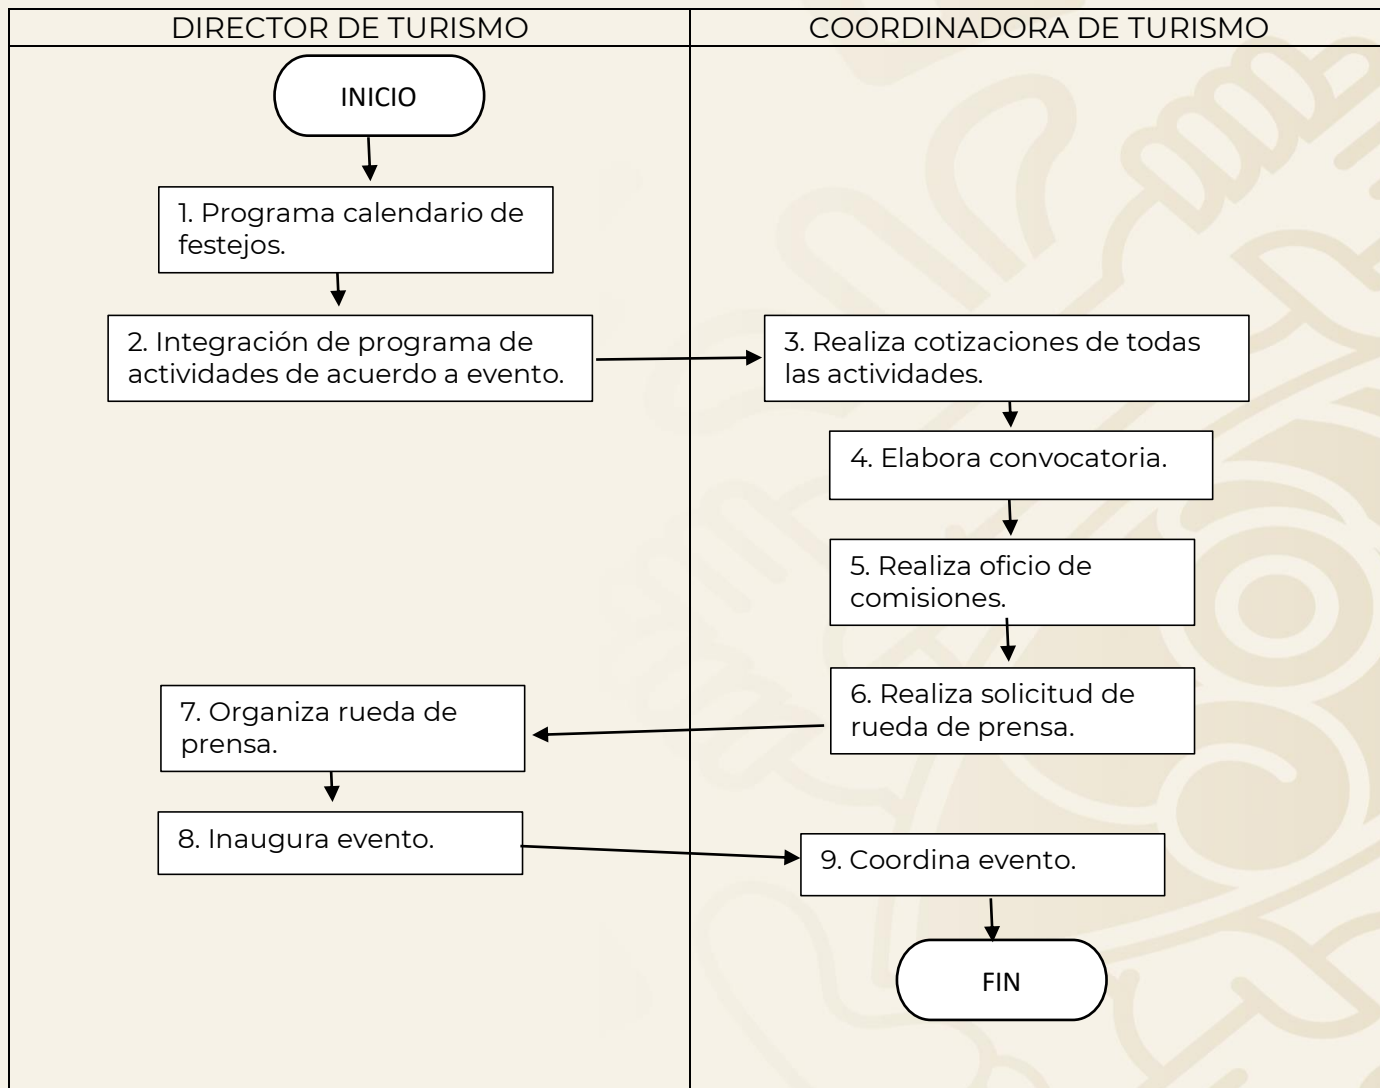 DIRECTOR DE TURISMO
COORDINADORA DE TURISMO
INICIO
1. Programa calendario de
festejos.
2. Integración de programa de
actividades de acuerdo a evento.
3. Realiza cotizaciones de todas
las actividades.
4. Elabora convocatoria.
5. Realiza oficio de
comisiones.
6. Realiza solicitud de
rueda de prensa.
7. Organiza rueda de
prensa.
8. Inaugura evento.
9. Coordina evento.
FIN